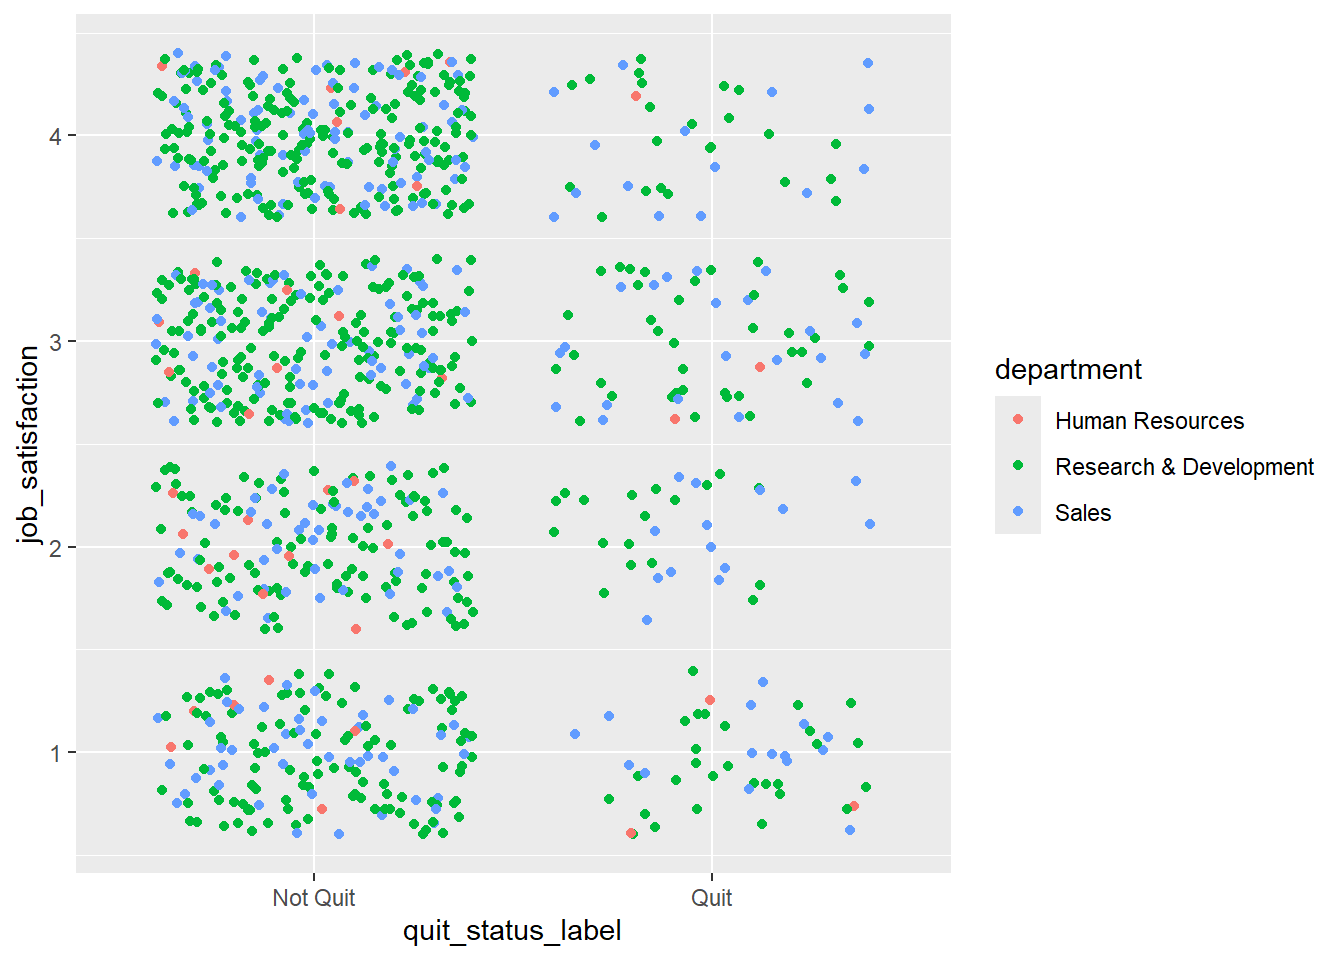 job_satisfaction
4
3
2
1
Not Quit
Quit
quit_status_label
department
Human Resources
Research & Development
Sales